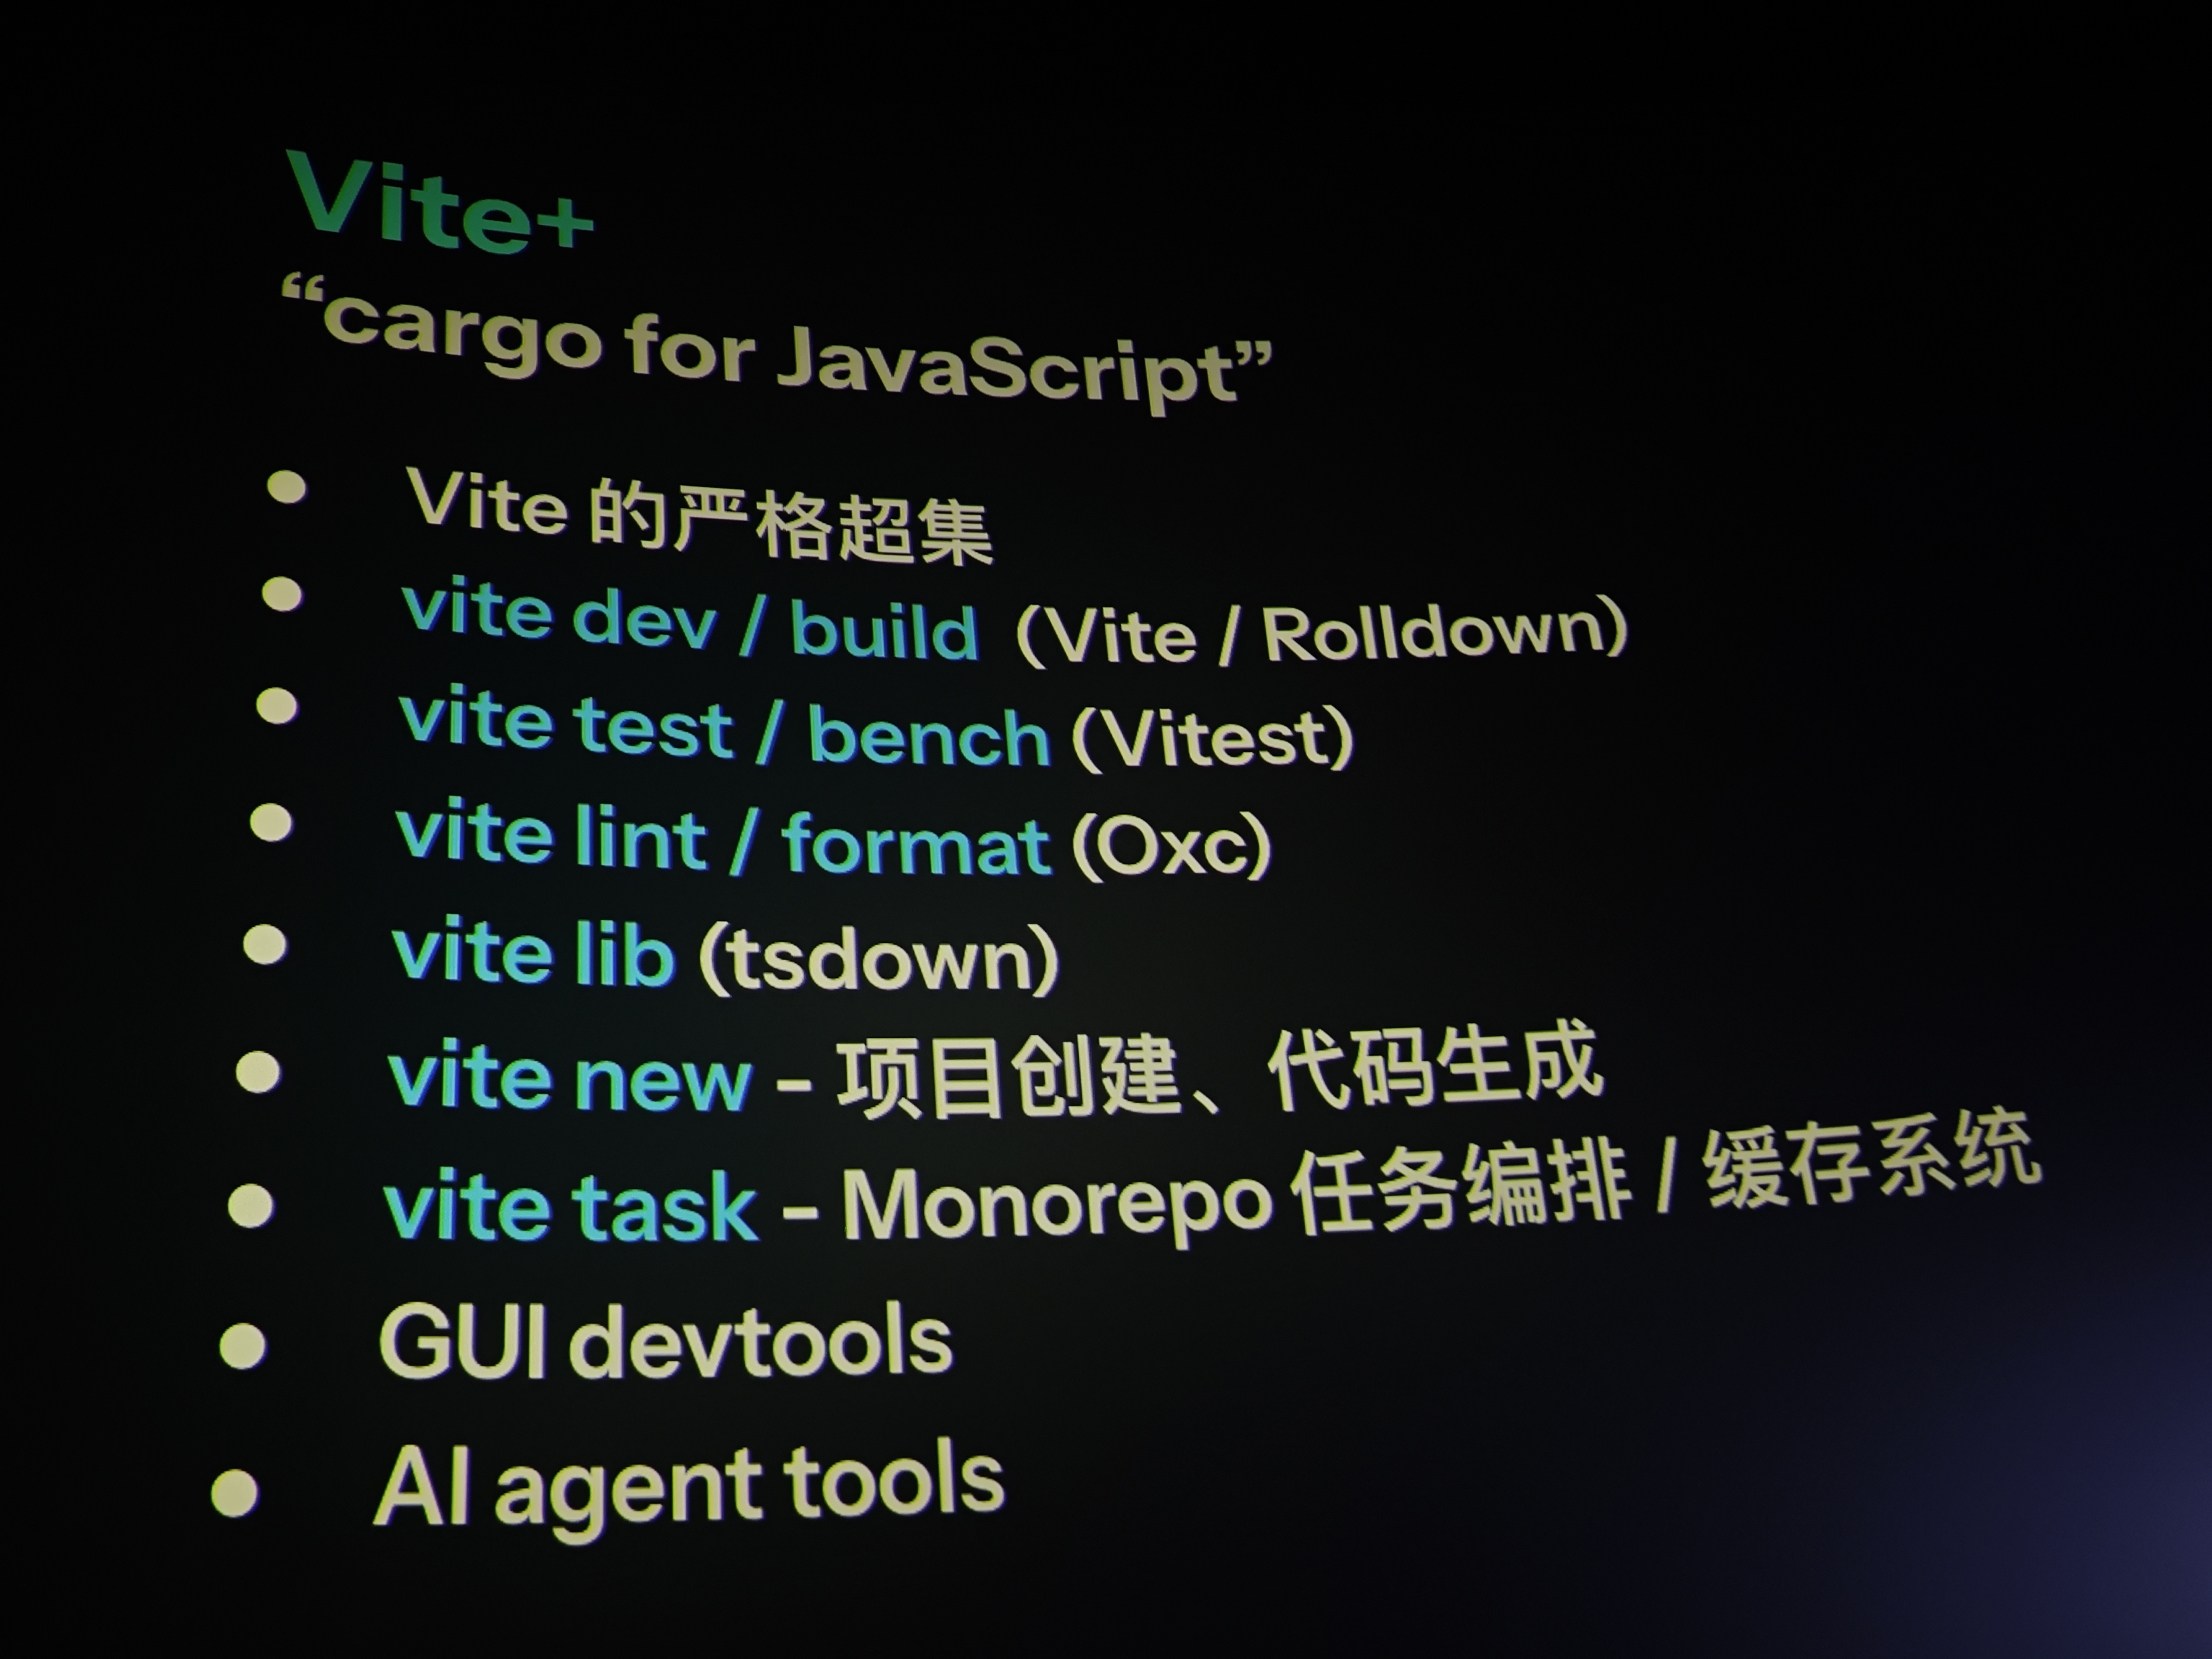 Vite+
“cargo for JavaScript”
• Vite 的严格超集
• vite dev / build (Vite / Rolldown)
• vite test / bench (Vitest)
• vite lint / format (Oxc)
• vite lib (tsdown)
• vite new - 项目创建、代码生成
• vite task - Monorepo 任务编排 / 缓存系统
• GUI devtools
• AI agent tools